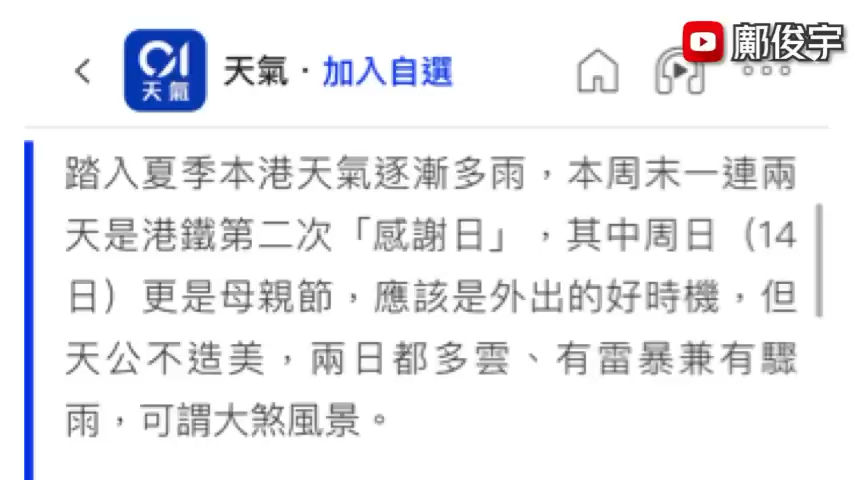 01
天氣
天氣·加入自選
鄺俊宇
踏入夏季本港天氣逐漸多雨，本周末一連兩
天是港鐵第二次「感謝日」，其中周日（14
日）更是母親節，應該是外出的好時機，但
天公不造美，兩日都多雲、有雷暴兼有驟
雨，可謂大煞風景。